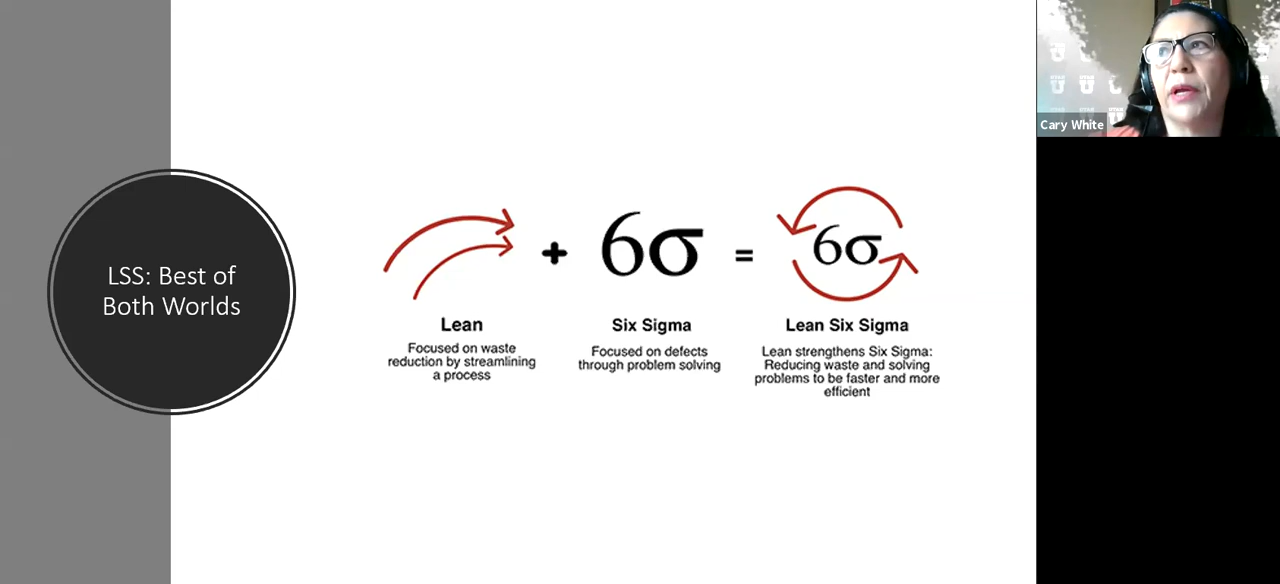 LSS: Best of
Both Worlds
+
6σ
=
6σ
Lean
Focused on waste
reduction by streamlining
a process
Six Sigma
Focused on defects
through problem solving
Lean Six Sigma
Lean strengthens Six Sigma:
Reducing waste and solving
problems to be faster and more
efficient
Cary White